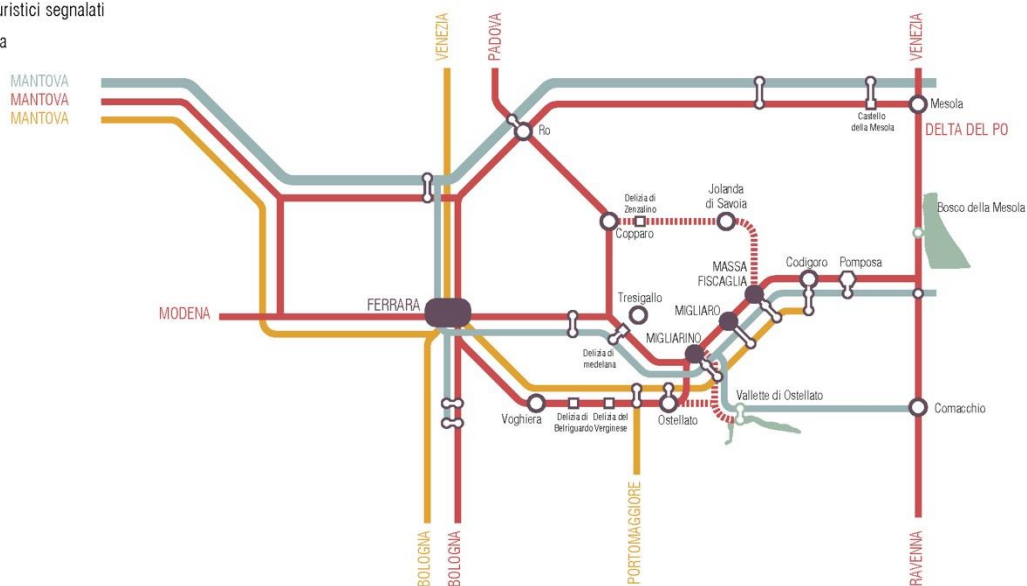 uristici segnalati
a
MANTOVA
MANTOVA
MANTOVA
VENEZIA
PADOVA
VENEZIA
Ro
Castello
della Mesola
Mesola
DELTA DEL PO
Delizia di
Zenzalino
Jolanda
di Savoia
Bosco della Mesola
Copparo
MASSA
FISCAGLIA
Codigoro
Pomposa
MODENA
FERRARA
Tresigallo
MIGLIARO
MIGLIARINO
Delizia di
medelana
Voghiera
Delizia di
Belriguardo
Delizia del
Verginese
Ostellato
Vallette di Ostellato
Comacchio
BOLOGNA
BOLOGNA
PORTOMAGGIORE
RAVENNA